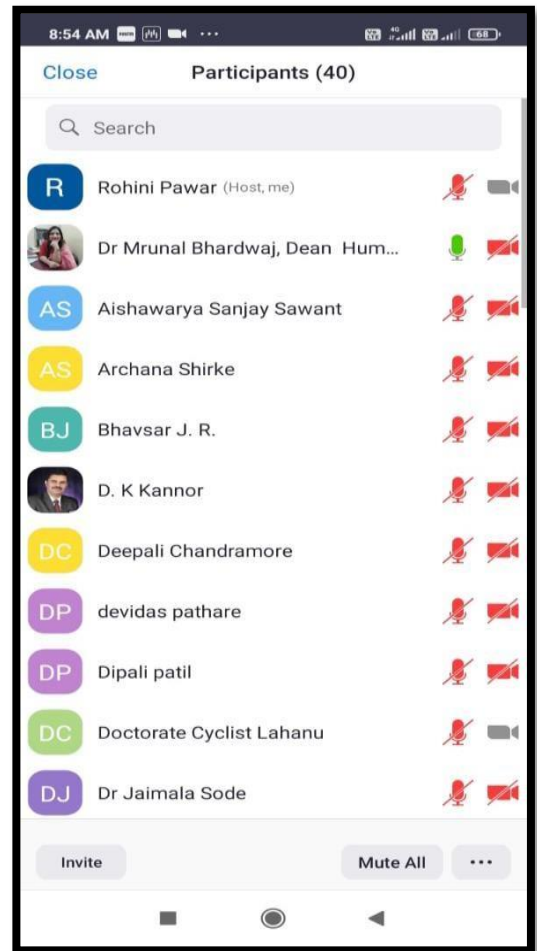 8:54 AM ... 4G 68
Close Participants (40)
Search
R Rohini Pawar (Host, me)
Dr Mrunal Bhardwaj, Dean Hum...
AS Aishawarya Sanjay Sawant
AS Archana Shirke
BJ Bhavsar J. R.
D. K Kannor
DC Deepali Chandramore
DP devidas pathare
DP Dipali patil
DC Doctorate Cyclist Lahanu
DJ Dr Jaimala Sode
Invite Mute All ...